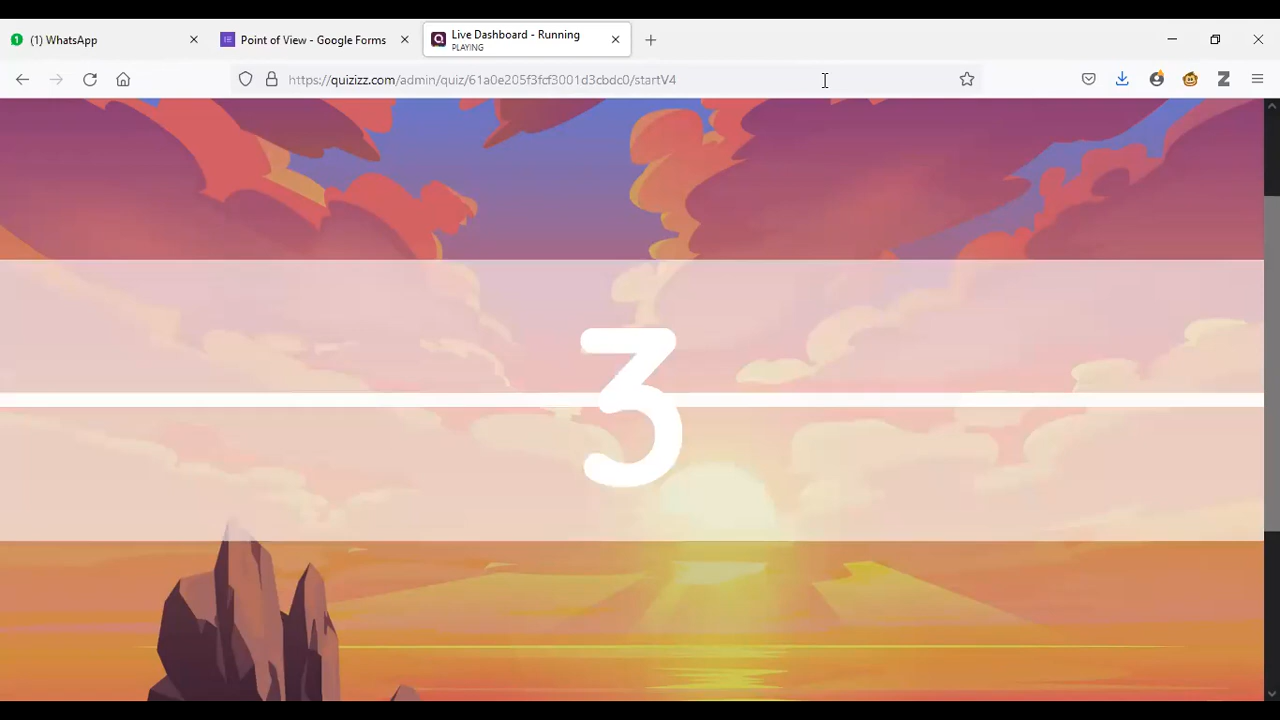 (1) WhatsApp
Point of View - Google Forms
Live Dashboard - Running
PLAYING
https://quizizz.com/admin/quiz/61a0e205f3fcf3001d3cbdc0/startV4
3